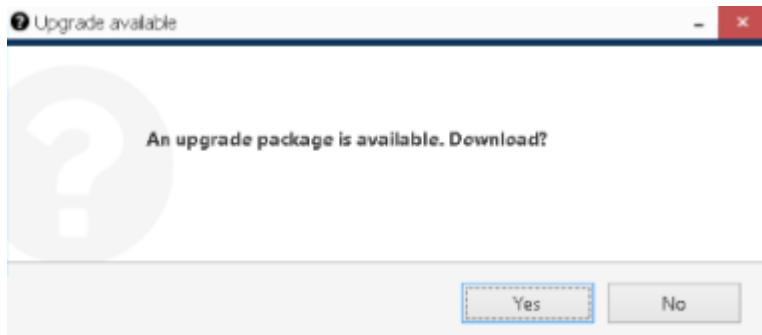 Upgrade available
An upgrade package is available. Download?
Yes
No